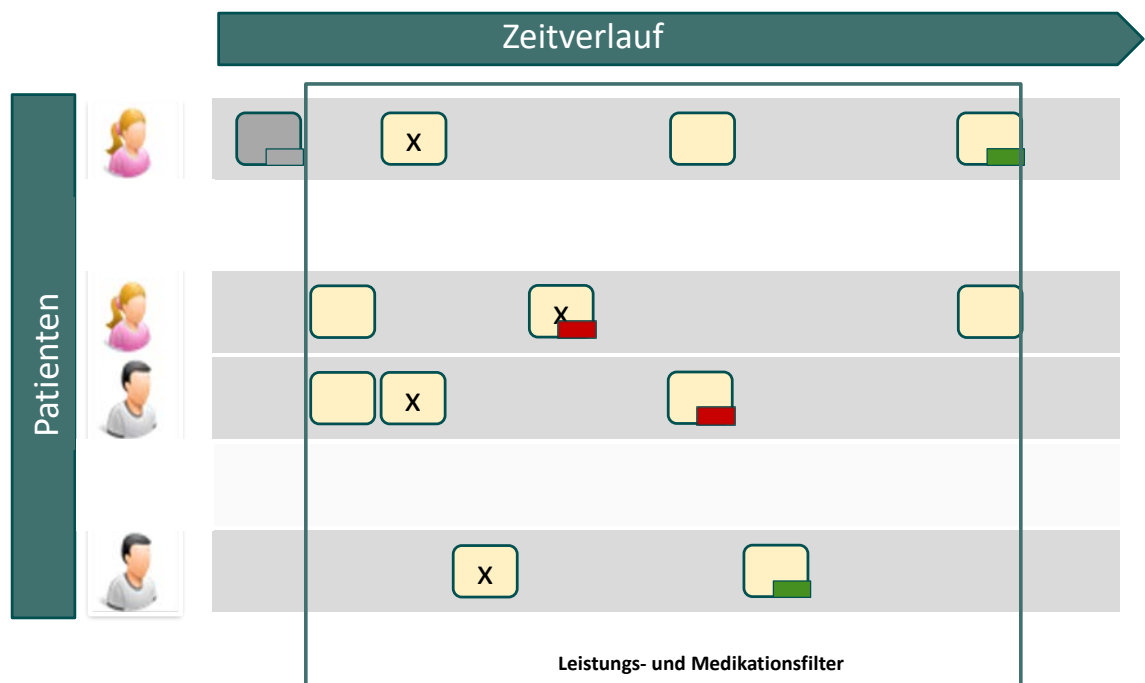 Zeitverlauf
Patienten
x
x
x
x
Leistungs- und Medikationsfilter